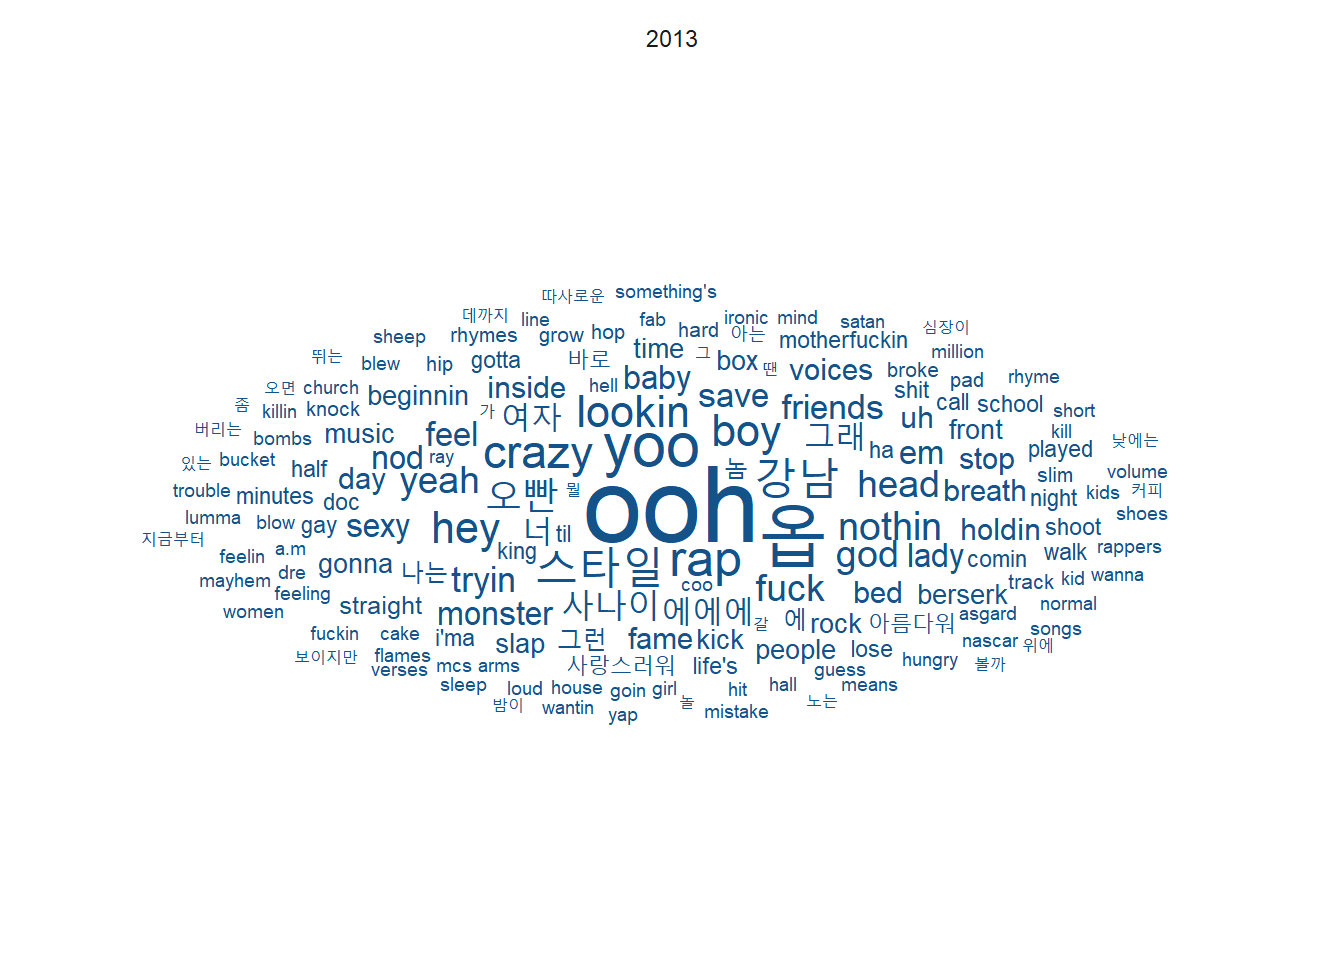 2013
따사로운 something's
데까지 line fab ironic mind satan 심장이
sheep rhymes grow hop hard 아는 motherfuckin
뛰는 blew hip gotta 바로 time 그 box 땐 voices broke million
오면 church beginnin inside hell baby save friends shit pad rhyme
좀 killin knock 가 여자 lookin boy 그래 uh call school short
버리는 bombs music feel crazy yoo ha em front played kill 낮에는
있는 bucket half nod ray 놈 강남 stop slim volume
trouble minutes doc day yeah 오빤 뭘 ooh head breath night kids 커피
lumma blow gay sexy hey 너 til 옵 nothin holdin shoot shoes
지금부터 feelin a.m gonna king 스타일 rap god lady comin walk rappers
mayhem dre 나는 tryin coo fuck bed berserk track kid wanna
women feeling straight monster 사나이 에에에 갈 에 rock 아름다워 asgard normal
fuckin cake i'ma slap 그런 fame kick people lose nascar songs
보이지만 flames verses mcs arms 사랑스러워 life's guess hungry 볼까 위에
sleep loud house goin girl hit hall means
밤이 wantin yap 놀 mistake 노는